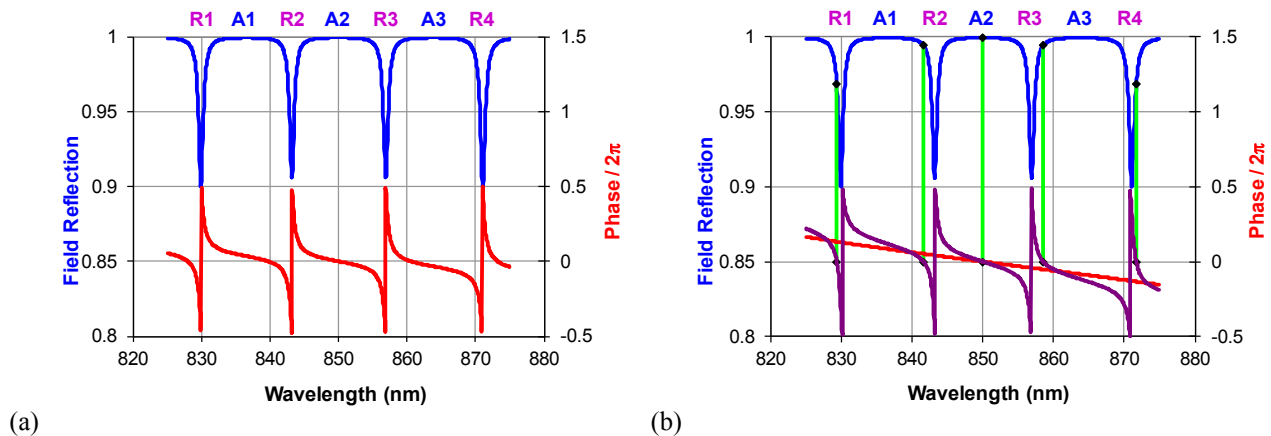 R1 A1 R2 A2 R3 A3 R4
1
0.95
0.9
0.85
0.8
1.5
1
0.5
0
-0.5
820 830 840 850 860 870 880
Field Reflection
Phase / 2π
Wavelength (nm)
(a)
R1 A1 R2 A2 R3 A3 R4
1
0.95
0.9
0.85
0.8
1.5
1
0.5
0
-0.5
820 830 840 850 860 870 880
Field Reflection
Phase / 2π
Wavelength (nm)
(b)